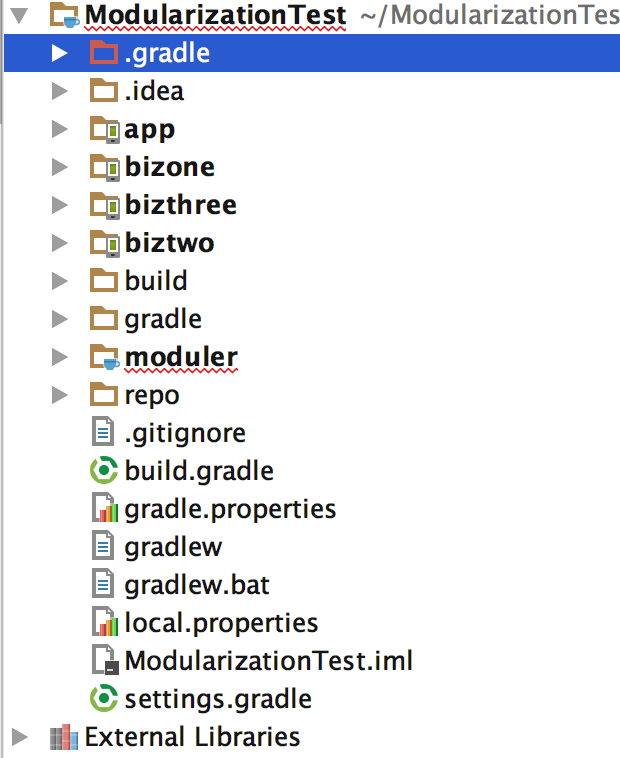 ModularizationTest ~/ModularizationTes
.gradle
.idea
app
bizone
bizthree
biztwo
build
gradle
moduler
repo
.gitignore
build.gradle
gradle.properties
gradlew
gradlew.bat
local.properties
ModularizationTest.iml
settings.gradle
External Libraries